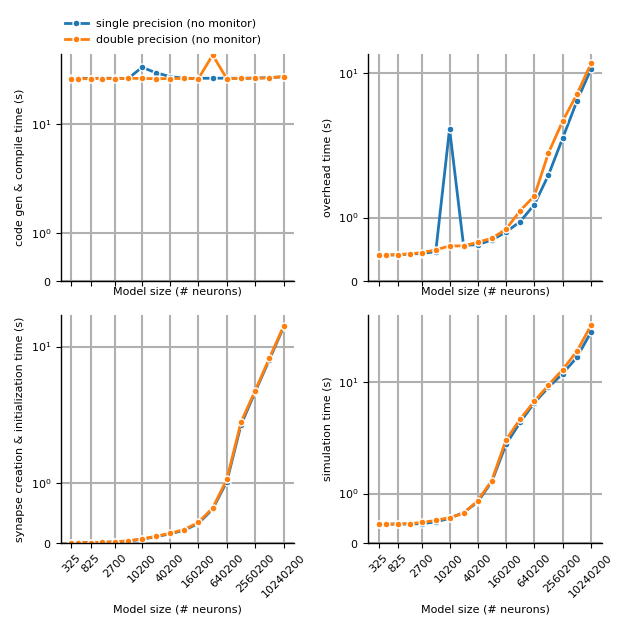 single precision (no monitor)
double precision (no monitor)
code gen & compile time (s)
10¹
10⁰
0
Model size (# neurons)
overhead time (s)
10¹
10⁰
0
Model size (# neurons)
synapse creation & initialization time (s)
10¹
10⁰
0
325 825 2700 10200 40200 160200 640200 2560200 10240200
Model size (# neurons)
simulation time (s)
10¹
10⁰
0
325 825 2700 10200 40200 160200 640200 2560200 10240200
Model size (# neurons)